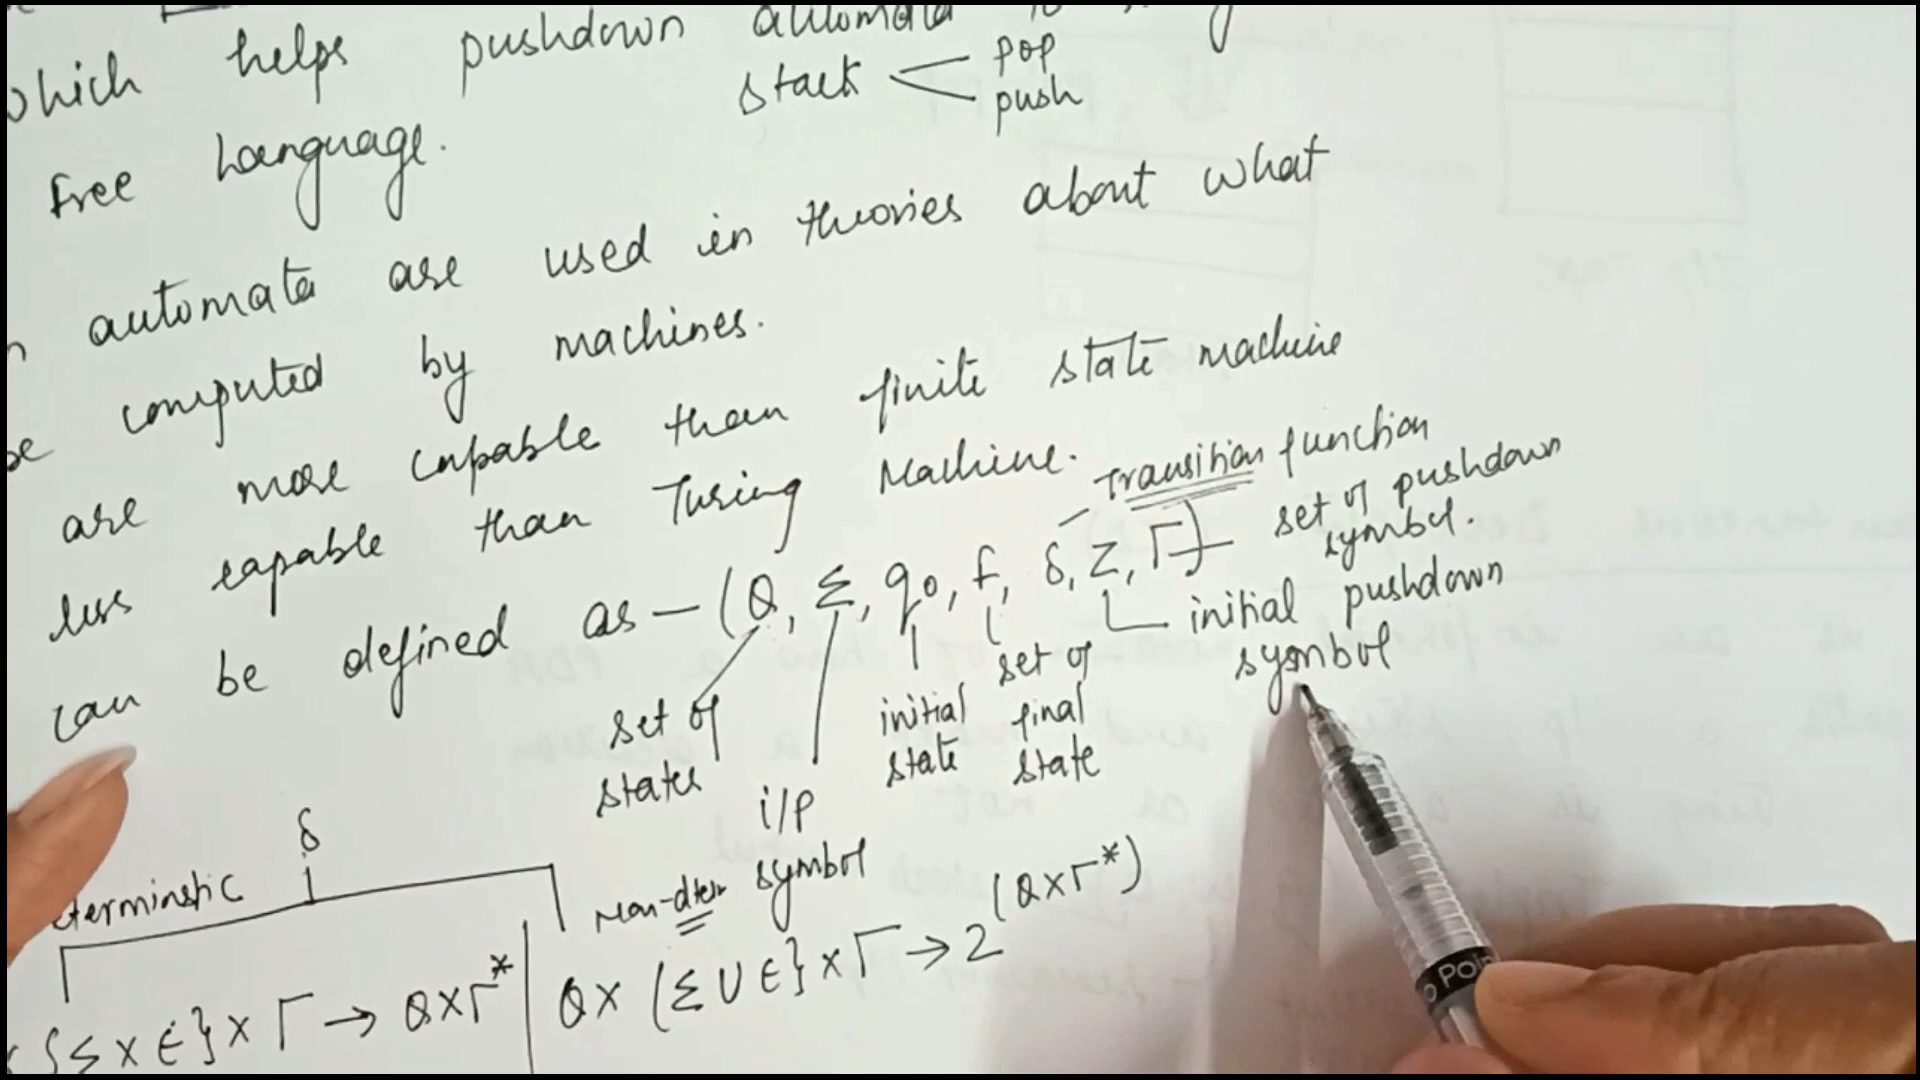 which helps pushdown automata
stack pop
push
free Language.
automata are used in theories about what
computed by machines.
are more capable than finite state machine
less capable than Turing Machine.
Transition function
can be defined as - (Q, Σ, q0, F, δ, Z, Γ}
set of pushdown
symbol.
initial pushdown
symbol
set of
states
i/p
symbol
initial
state
set of
final
state
δ
Non-deter
{Σ x ∈} x Γ → Q x Γ*
Q x (Σ U ∈} x Γ → 2(Q x Γ*)